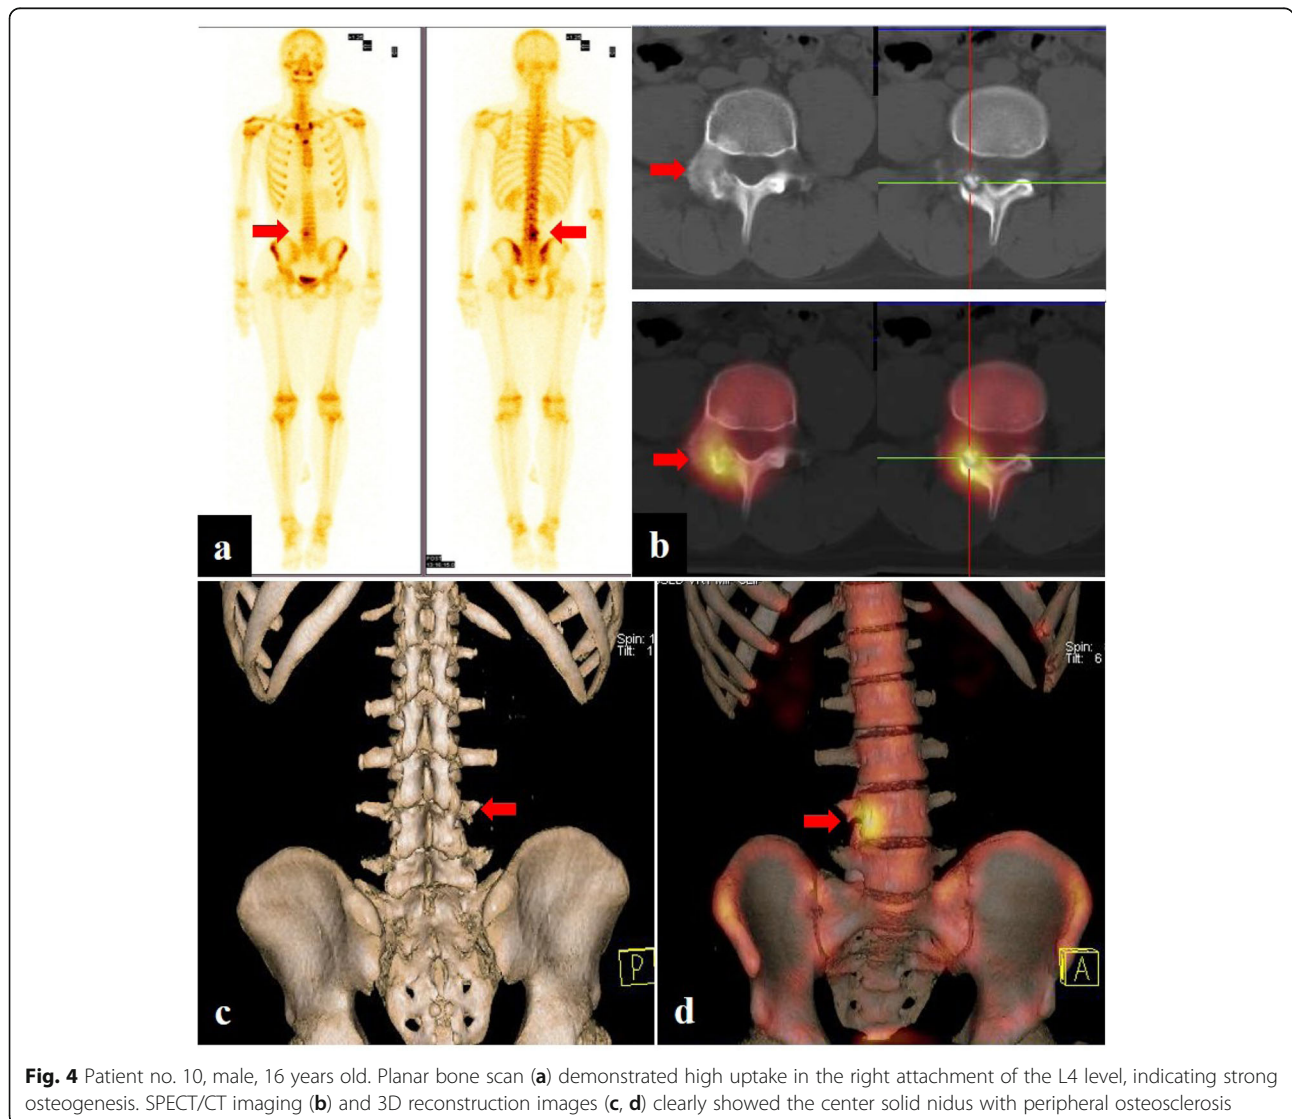 a
b
Spin: 1
Tilt: 1
P
c
Spin:
Tilt: 6
A
d
Fig. 4 Patient no. 10, male, 16 years old. Planar bone scan (a) demonstrated high uptake in the right attachment of the L4 level, indicating strong
osteogenesis. SPECT/CT imaging (b) and 3D reconstruction images (c, d) clearly showed the center solid nidus with peripheral osteosclerosis